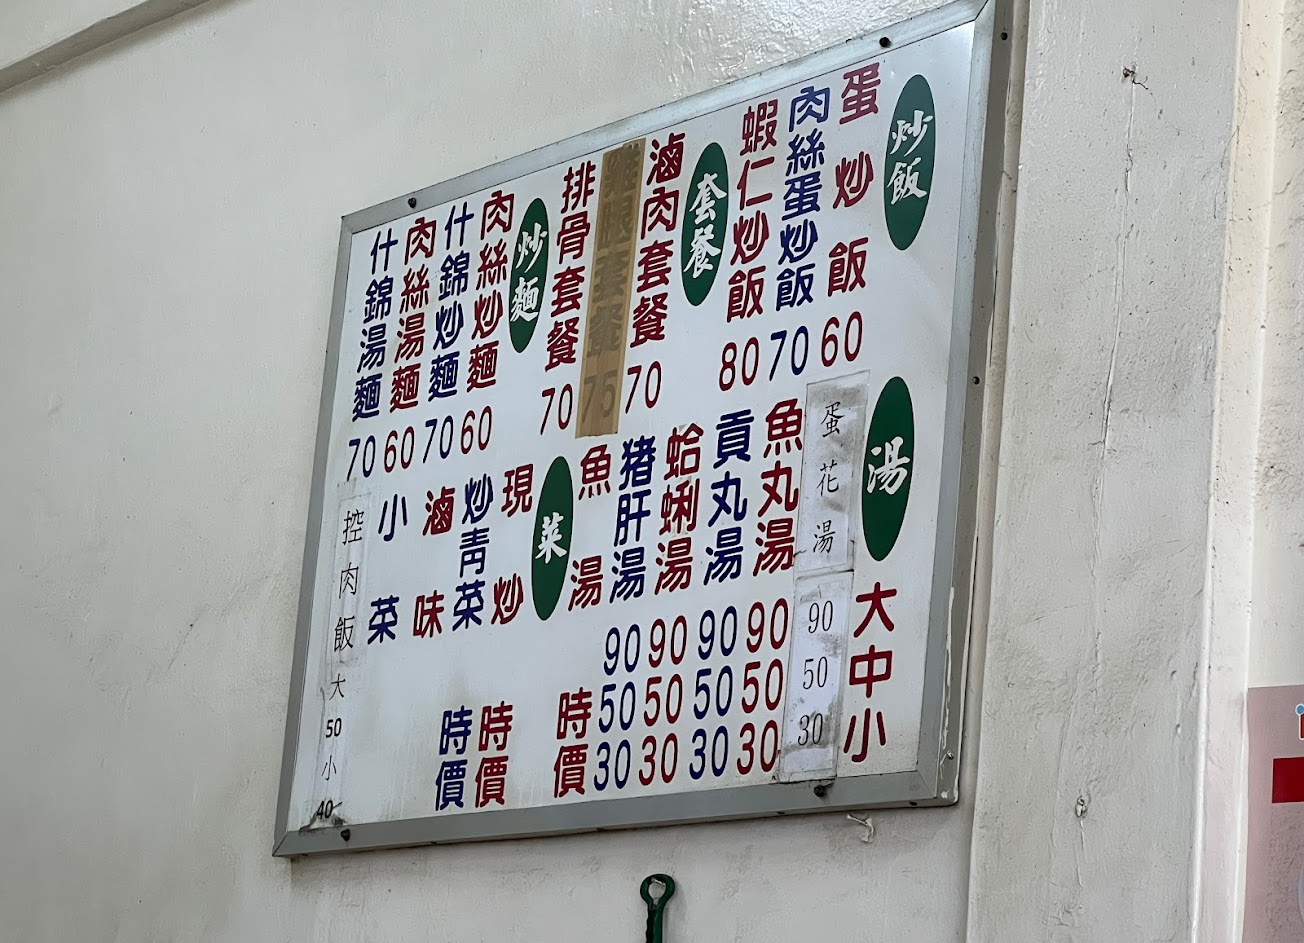 炒飯
蛋炒飯 60
肉絲蛋炒飯 70
蝦仁炒飯 80
套餐
滷肉套餐 70
雞腿套餐 75
排骨套餐 70
炒麵
肉絲炒麵 60
什錦炒麵 70
肉絲湯麵 60
什錦湯麵 70
湯 大 中 小
蛋花湯 90 50 30
魚丸湯 90 50 30
貢丸湯 90 50 30
蛤蜊湯 90 50 30
猪肝湯 90 50 30
魚湯 時價
菜
現炒 時價
炒青菜 時價
滷味
小菜
控肉飯 大 50 小 40